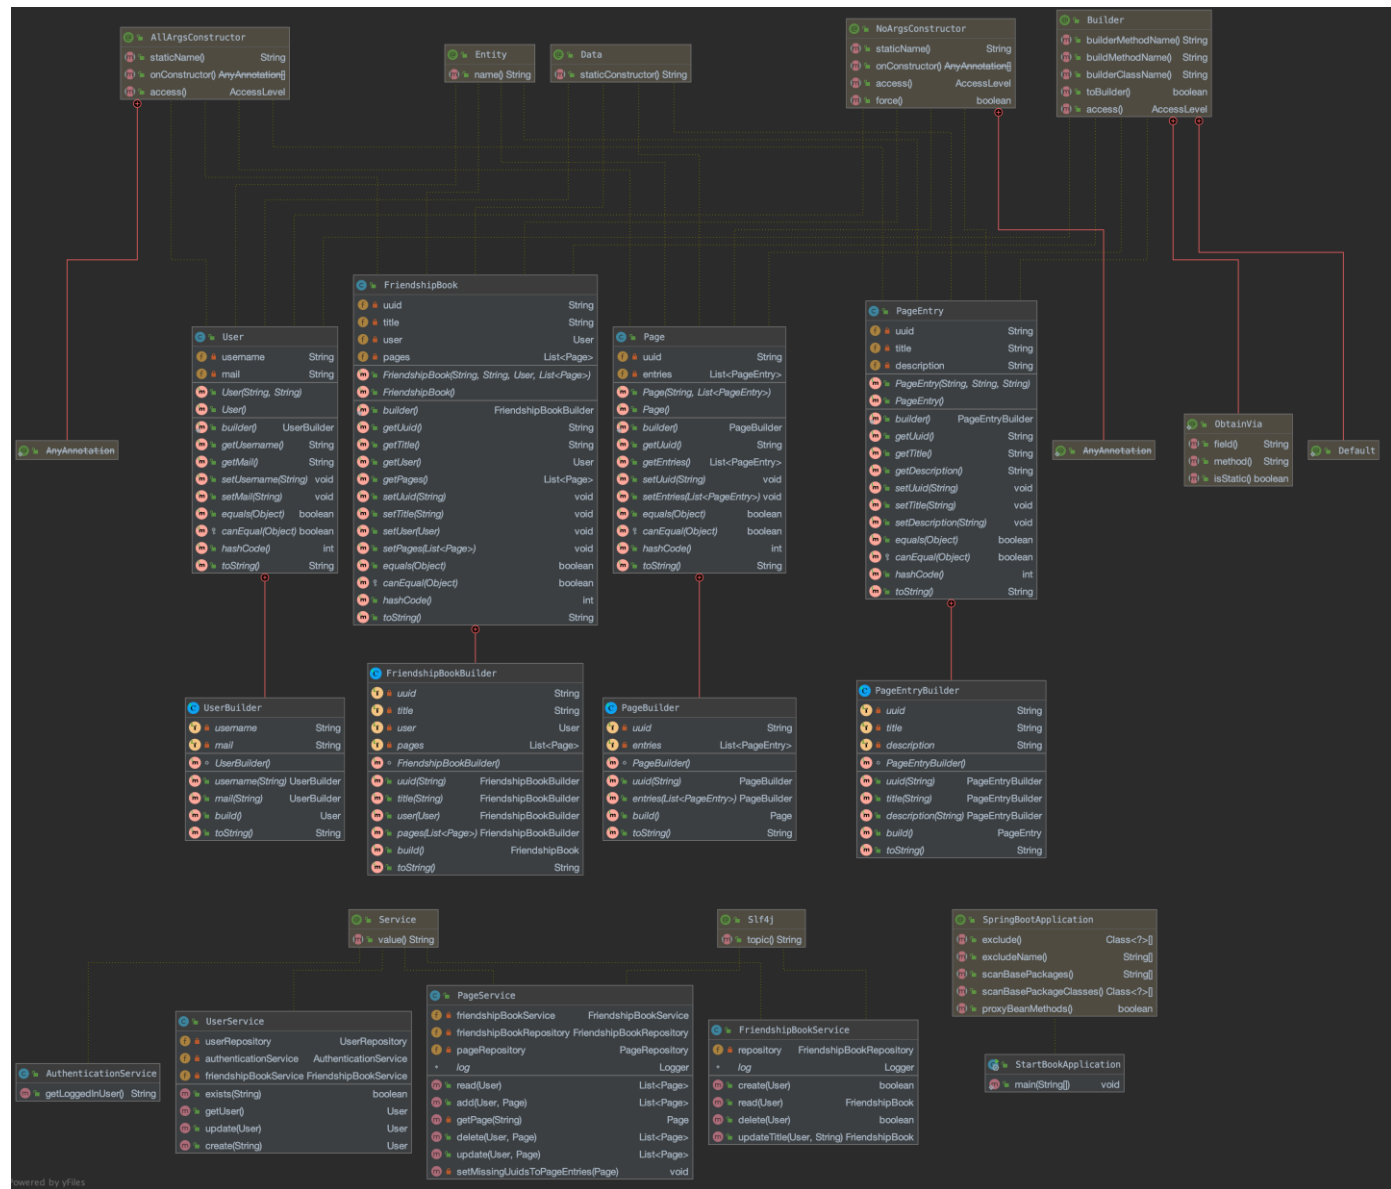 AllArgsConstructor
staticName() String
onConstructor() AnyAnnotation[]
access() AccessLevel
Entity
name() String
Data
staticConstructor() String
NoArgsConstructor
staticName() String
onConstructor() AnyAnnotation[]
access() AccessLevel
force() boolean
Builder
builderMethodName() String
buildMethodName() String
builderClassName() String
toBuilder() boolean
access() AccessLevel
AnyAnnotation
User
username String
mail String
User(String, String)
User()
builder() UserBuilder
getUsername() String
getMail() String
setUsername(String) void
setMail(String) void
equals(Object) boolean
canEqual(Object) boolean
hashCode() int
toString() String
FriendshipBook
uuid String
title String
user User
pages List<Page>
FriendshipBook(String, String, User, List<Page>)
FriendshipBook()
builder() FriendshipBookBuilder
getUuid() String
getTitle() String
getUser() User
getPages() List<Page>
setUuid(String) void
setTitle(String) void
setUser(User) void
setPages(List<Page>) void
equals(Object) boolean
canEqual(Object) boolean
hashCode() int
toString() String
Page
uuid String
entries List<PageEntry>
Page(String, List<PageEntry>)
Page()
builder() PageBuilder
getUuid() String
getEntries() List<PageEntry>
setUuid(String) void
setEntries(List<PageEntry>) void
equals(Object) boolean
canEqual(Object) boolean
hashCode() int
toString() String
PageEntry
uuid String
title String
description String
PageEntry(String, String, String)
PageEntry()
builder() PageEntryBuilder
getUuid() String
getTitle() String
getDescription() String
setUuid(String) void
setTitle(String) void
setDescription(String) void
equals(Object) boolean
canEqual(Object) boolean
hashCode() int
toString() String
AnyAnnotation
ObtainVia
field() String
method() String
isStatic() boolean
Default
UserBuilder
username String
mail String
UserBuilder()
username(String) UserBuilder
mail(String) UserBuilder
build() User
toString() String
FriendshipBookBuilder
uuid String
title String
user User
pages List<Page>
FriendshipBookBuilder()
uuid(String) FriendshipBookBuilder
title(String) FriendshipBookBuilder
user(User) FriendshipBookBuilder
pages(List<Page>) FriendshipBookBuilder
build() FriendshipBook
toString() String
PageBuilder
uuid String
entries List<PageEntry>
PageBuilder()
uuid(String) PageBuilder
entries(List<PageEntry>) PageBuilder
build() Page
toString() String
PageEntryBuilder
uuid String
title String
description String
PageEntryBuilder()
uuid(String) PageEntryBuilder
title(String) PageEntryBuilder
description(String) PageEntryBuilder
build() PageEntry
toString() String
Service
value() String
Slf4j
topic() String
SpringBootApplication
exclude() Class<?>[]
excludeName() String[]
scanBasePackages() String[]
scanBasePackageClasses() Class<?>[]
proxyBeanMethods() boolean
AuthenticationService
getLoggedInUser() String
UserService
userRepository UserRepository
authenticationService AuthenticationService
friendshipBookService FriendshipBookService
exists(String) boolean
getUser() User
update(User) User
create(String) User
PageService
friendshipBookService FriendshipBookService
friendshipBookRepository FriendshipBookRepository
pageRepository PageRepository
log Logger
read(User) List<Page>
add(User, Page) List<Page>
getPage(String) Page
delete(User, Page) List<Page>
update(User, Page) List<Page>
setMissingUuidsToPageEntries(Page) void
FriendshipBookService
repository FriendshipBookRepository
log Logger
create(User) boolean
read(User) FriendshipBook
delete(User) boolean
updateTitle(User, String) FriendshipBook
StartBookApplication
main(String[]) void
owered by yFiles